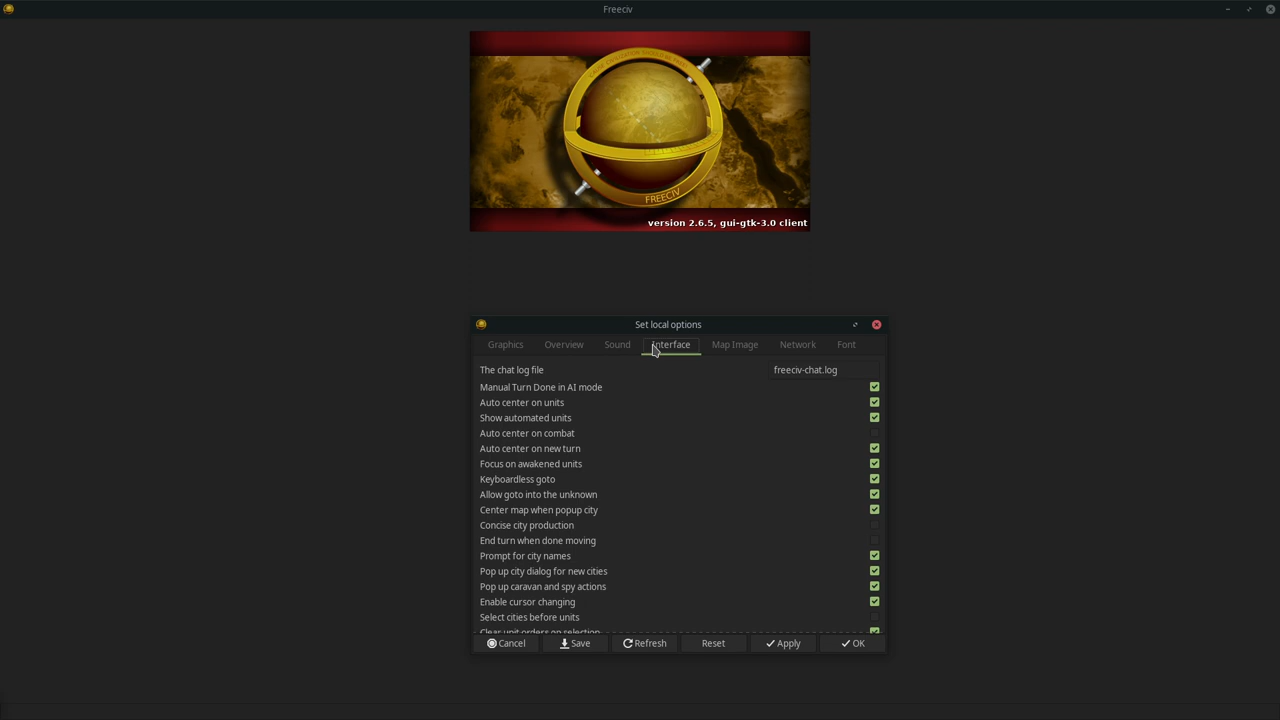 Freeciv
FREECIV
version 2.6.5, gui-gtk-3.0 client
Set local options
Graphics Overview Sound Interface Map Image Network Font
The chat log file freeciv-chat.log
Manual Turn Done in AI mode
Auto center on units
Show automated units
Auto center on combat
Auto center on new turn
Focus on awakened units
Keyboardless goto
Allow goto into the unknown
Center map when popup city
Concise city production
End turn when done moving
Prompt for city names
Pop up city dialog for new cities
Pop up caravan and spy actions
Enable cursor changing
Select cities before units
Clear unit orders on selection
Cancel Save Refresh Reset Apply OK